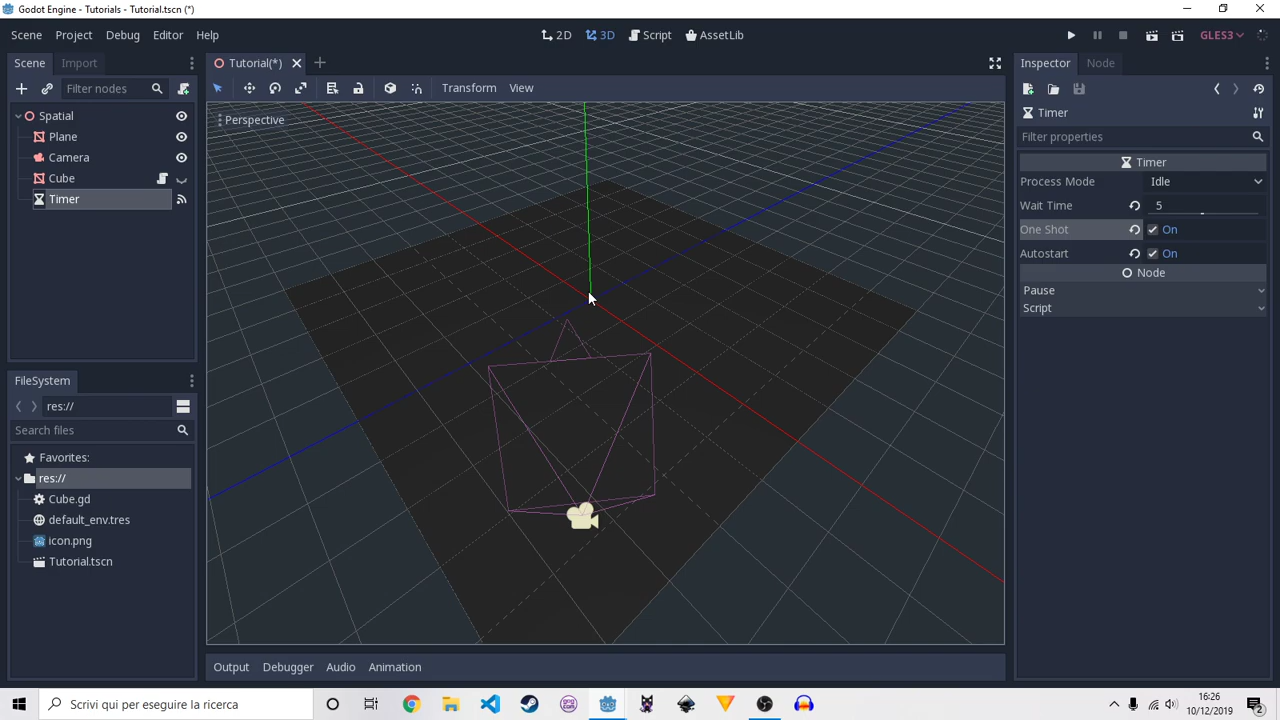 Godot Engine - Tutorials - Tutorial.tscn (*)
Scene Project Debug Editor Help
2D 3D Script AssetLib
GLES3
Scene Import
Tutorial(*)
Inspector Node
Filter nodes
Transform View
Spatial
Plane
Camera
Cube
Timer
Perspective
Timer
Filter properties
Timer
Process Mode Idle
Wait Time 5
One Shot On
Autostart On
Node
Pause
Script
FileSystem
res://
Search files
Favorites:
res://
Cube.gd
default_env.tres
icon.png
Tutorial.tscn
Output Debugger Audio Animation
Scrivi qui per eseguire la ricerca
16:26
10/12/2019
2